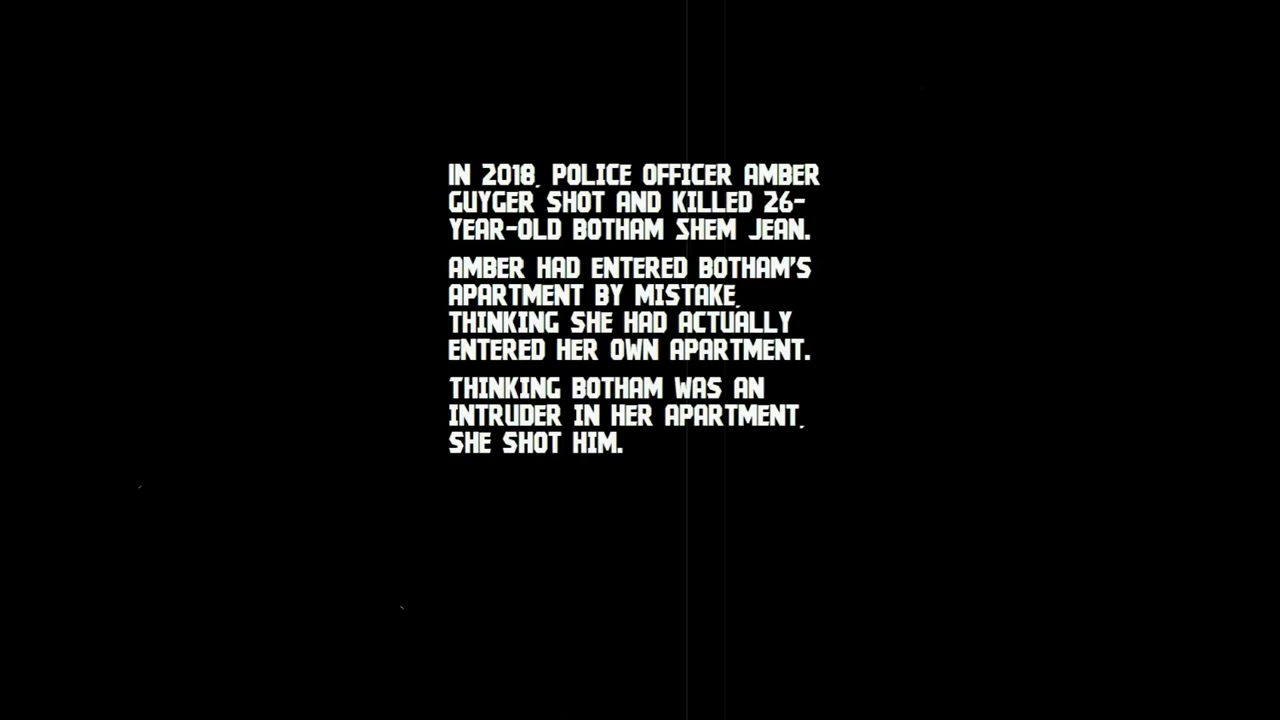 IN 2018, POLICE OFFICER AMBER
GUYGER SHOT AND KILLED 26-
YEAR-OLD BOTHAM SHEM JEAN.
AMBER HAD ENTERED BOTHAM'S
APARTMENT BY MISTAKE,
THINKING SHE HAD ACTUALLY
ENTERED HER OWN APARTMENT.
THINKING BOTHAM WAS AN
INTRUDER IN HER APARTMENT,
SHE SHOT HIM.